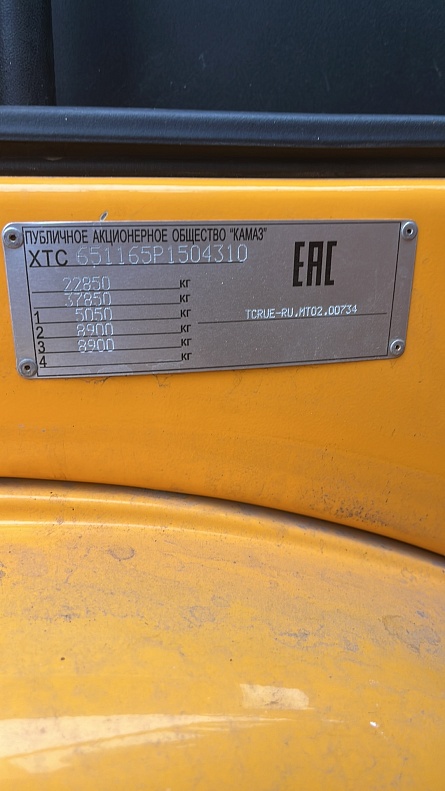 ПУБЛИЧНОЕ АКЦИОНЕРНОЕ ОБЩЕСТВО "КАМАЗ"
XTC 651165P1504310
EAC
22850 КГ
37850 КГ
1 5050 КГ
TCRUE-RU.MT02.00734
2 8900 КГ
3 8900 КГ
4 КГ